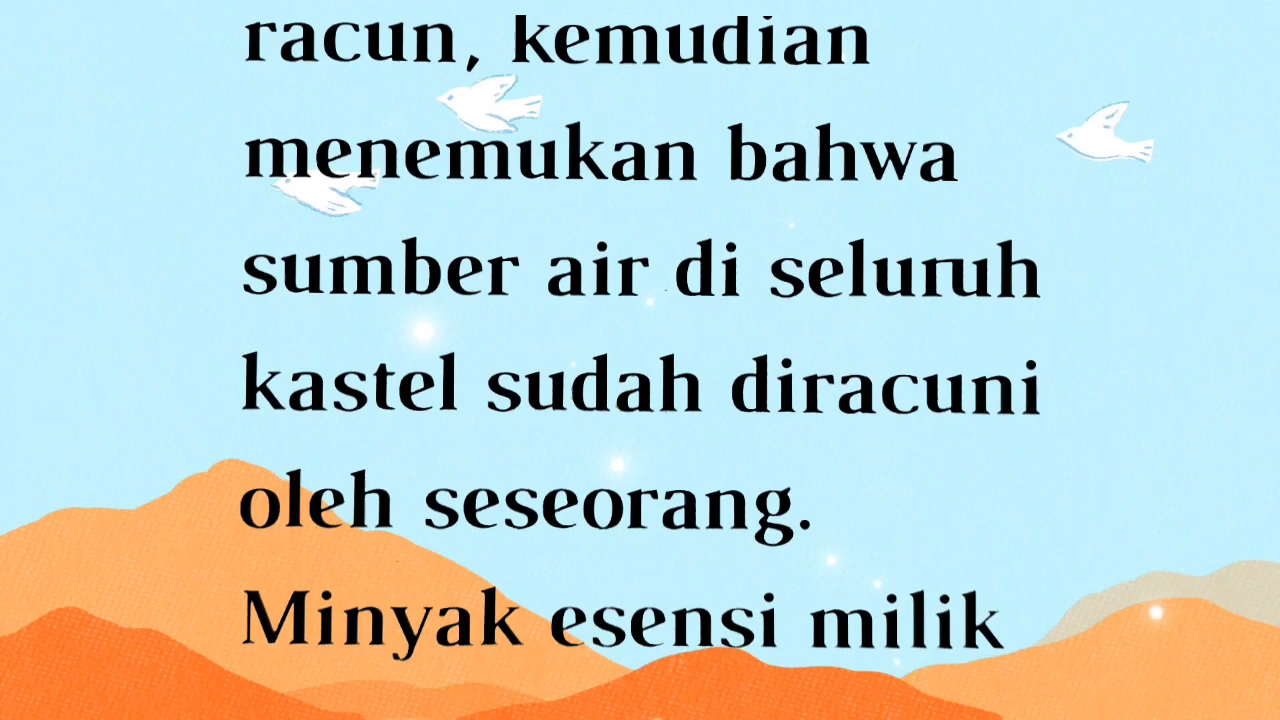 racun, kemudian
menemukan bahwa
sumber air di seluruh
kastel sudah diracuni
oleh seseorang.
Minyak esensi milik